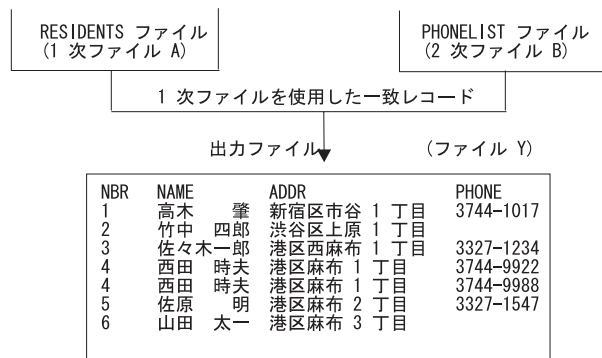 RESIDENTS ファイル
(1 次ファイル A)
PHONELIST ファイル
(2 次ファイル B)
1 次ファイルを使用した一致レコード
出力ファイル (ファイル Y)
NBR NAME ADDR PHONE
1 高木 肇 新宿区市谷 1 丁目 3744-1017
2 竹中 四郎 渋谷区上原 1 丁目
3 佐々木一郎 港区西麻布 1 丁目 3327-1234
4 西田 時夫 港区麻布 1 丁目 3744-9922
4 西田 時夫 港区麻布 1 丁目 3744-9988
5 佐原 明 港区麻布 2 丁目 3327-1547
6 山田 太一 港区麻布 3 丁目